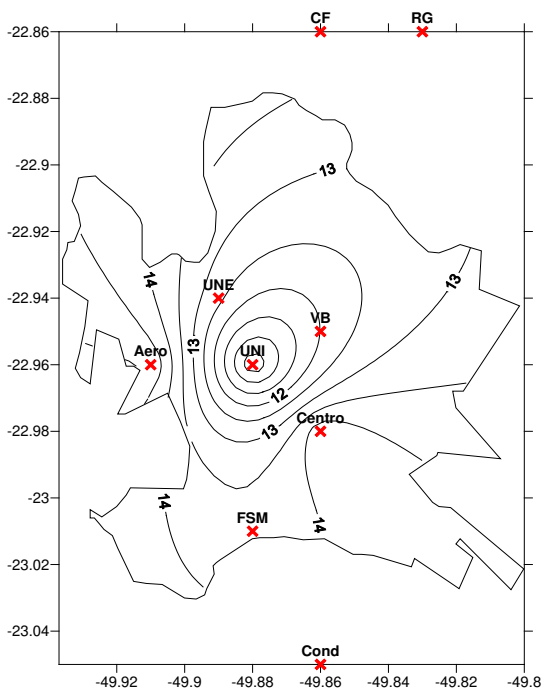 CF RG
-22.86
-22.88
-22.9
13
-22.92
14
13
UNE
-22.94
VB
13
Aero
UNI
-22.96
12
Centro
13
-22.98
-23
14
FSM
14
-23.02
-23.04
Cond
-49.92 -49.9 -49.88 -49.86 -49.84 -49.82 -49.8